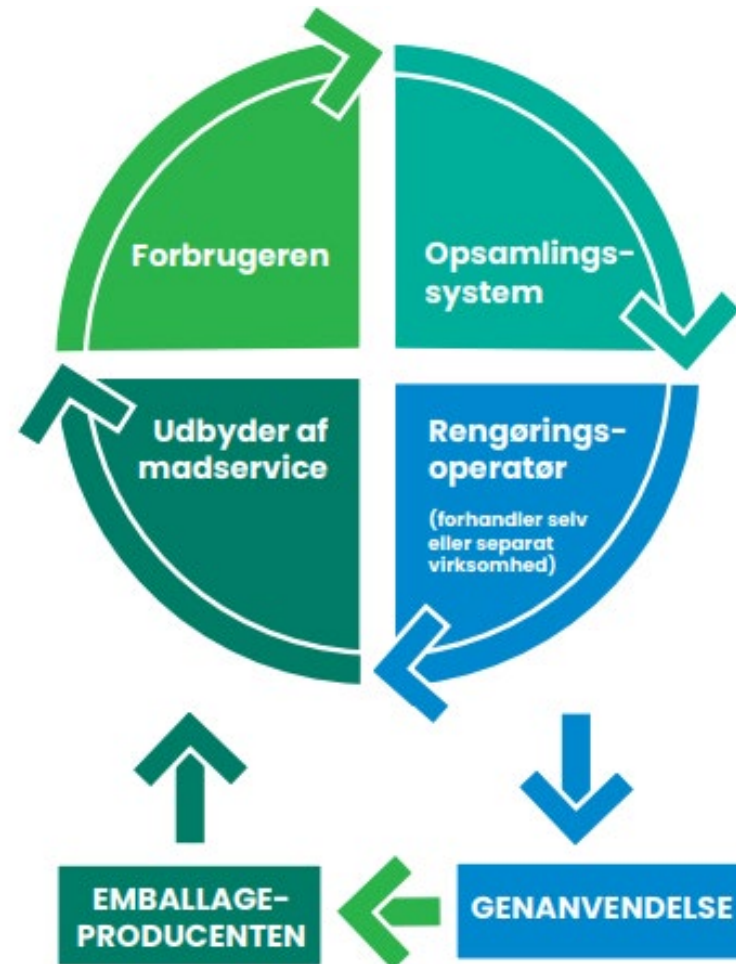 Forbrugeren
Opsamlings-
system
Udbyder af
madservice
Rengørings-
operatør
(forhandler selv
eller separat
virksomhed)
EMBALLAGE-
PRODUCENTEN
GENANVENDELSE